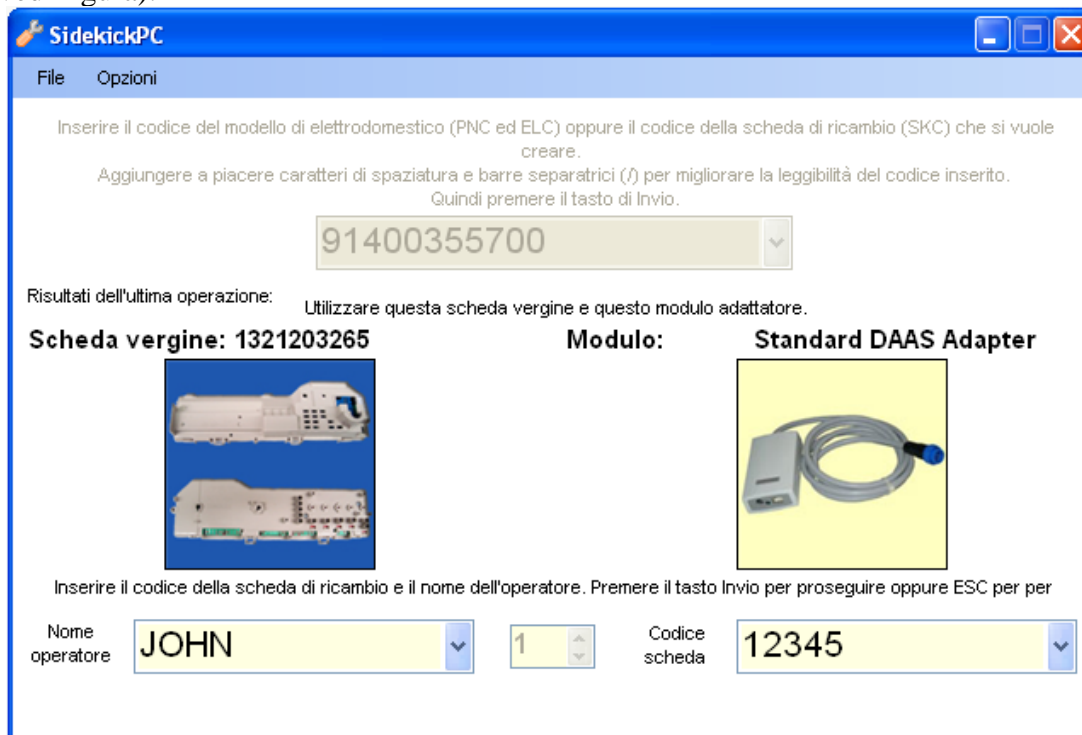 SidekickPC
File Opzioni
Inserire il codice del modello di elettrodomestico (PNC ed ELC) oppure il codice della scheda di ricambio (SKC) che si vuole
creare.
Aggiungere a piacere caratteri di spaziatura e barre separatrici (/) per migliorare la leggibilità del codice inserito.
Quindi premere il tasto di Invio.
91400355700
Risultati dell'ultima operazione:
Utilizzare questa scheda vergine e questo modulo adattatore.
Scheda vergine: 1321203265 Modulo: Standard DAAS Adapter
Inserire il codice della scheda di ricambio e il nome dell'operatore. Premere il tasto Invio per proseguire oppure ESC per per
Nome
operatore
JOHN
1
Codice
scheda
12345